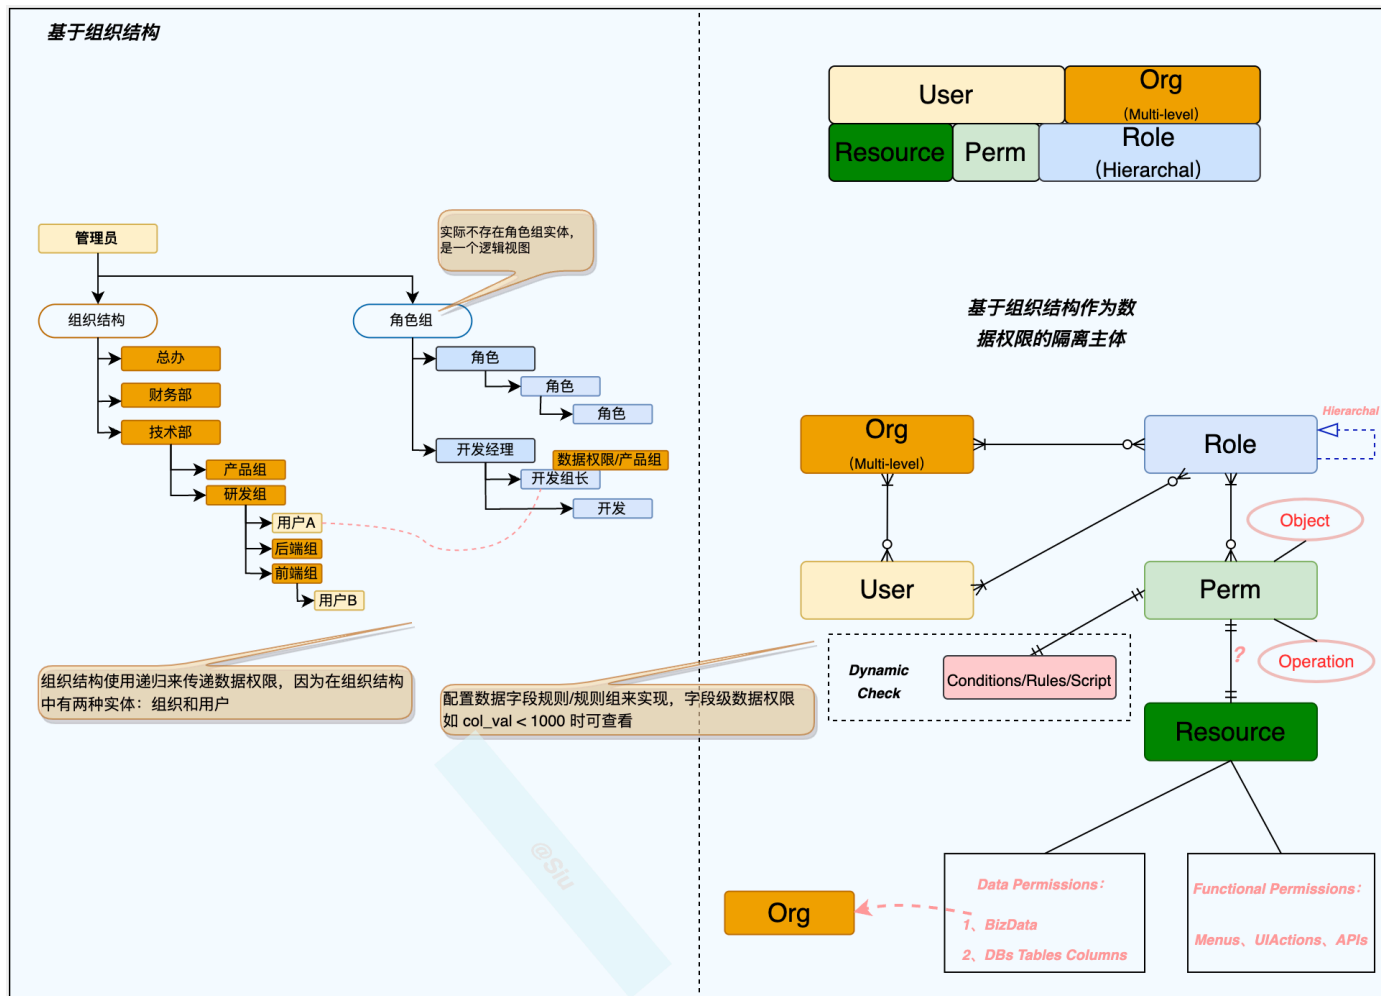 基于组织结构
管理员
实际不存在角色组实体，
是一个逻辑视图
组织结构
角色组
总办
财务部
技术部
产品组
研发组
用户A
后端组
前端组
用户B
角色
角色
角色
开发经理
数据权限/产品组
开发组长
开发
组织结构使用递归来传递数据权限，因为在组织结构
中有两种实体：组织和用户
配置数据字段规则/规则组来实现，字段级数据权限
如 col_val < 1000 时可查看
@Siu
User
Org
（Multi-level）
Resource
Perm
Role
（Hierarchal）
基于组织结构作为数
据权限的隔离主体
Org
（Multi-level）
Role
Hierarchal
User
Perm
Object
Operation
?
Dynamic
Check
Conditions/Rules/Script
Resource
Data Permissions：
1、BizData
2、DBs Tables Columns
Functional Permissions：
Menus、UIActions、APIs
Org